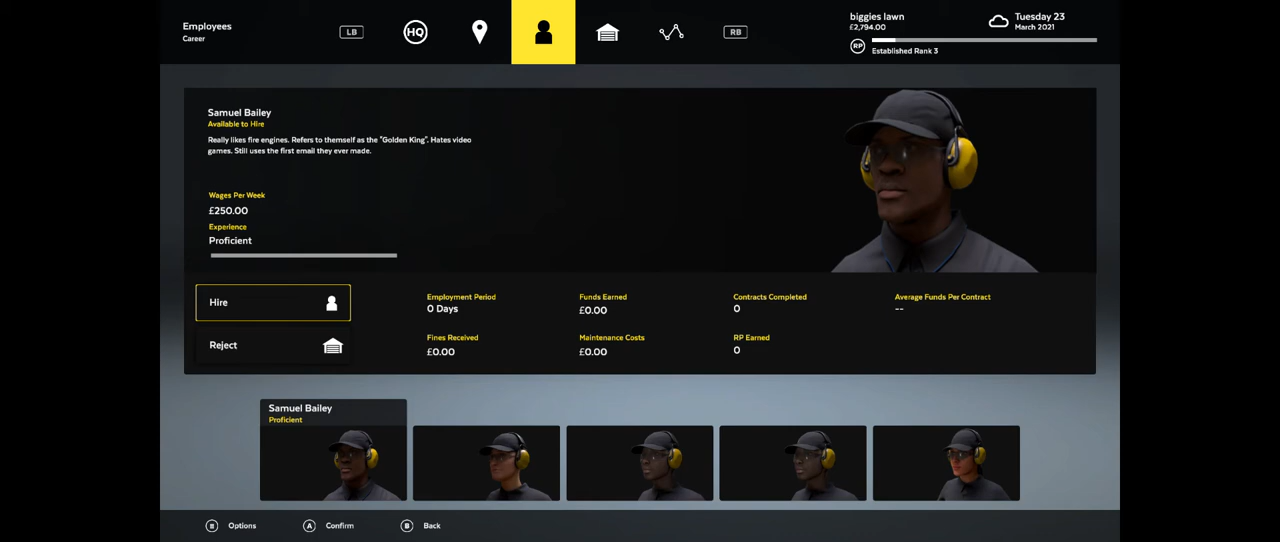 Employees
Career
LB
HQ
RB
biggies lawn
£2,794.00
Tuesday 23
March 2021
RP
Established Rank 3
Samuel Bailey
Available to Hire
Really likes fire engines. Refers to themself as the "Golden King". Hates video
games. Still uses the first email they ever made.
Wages Per Week
£250.00
Experience
Proficient
Hire
Reject
Employment Period
0 Days
Funds Earned
£0.00
Contracts Completed
0
Average Funds Per Contract
--
Fines Received
£0.00
Maintenance Costs
£0.00
RP Earned
0
Samuel Bailey
Proficient
Options
A
Confirm
B
Back